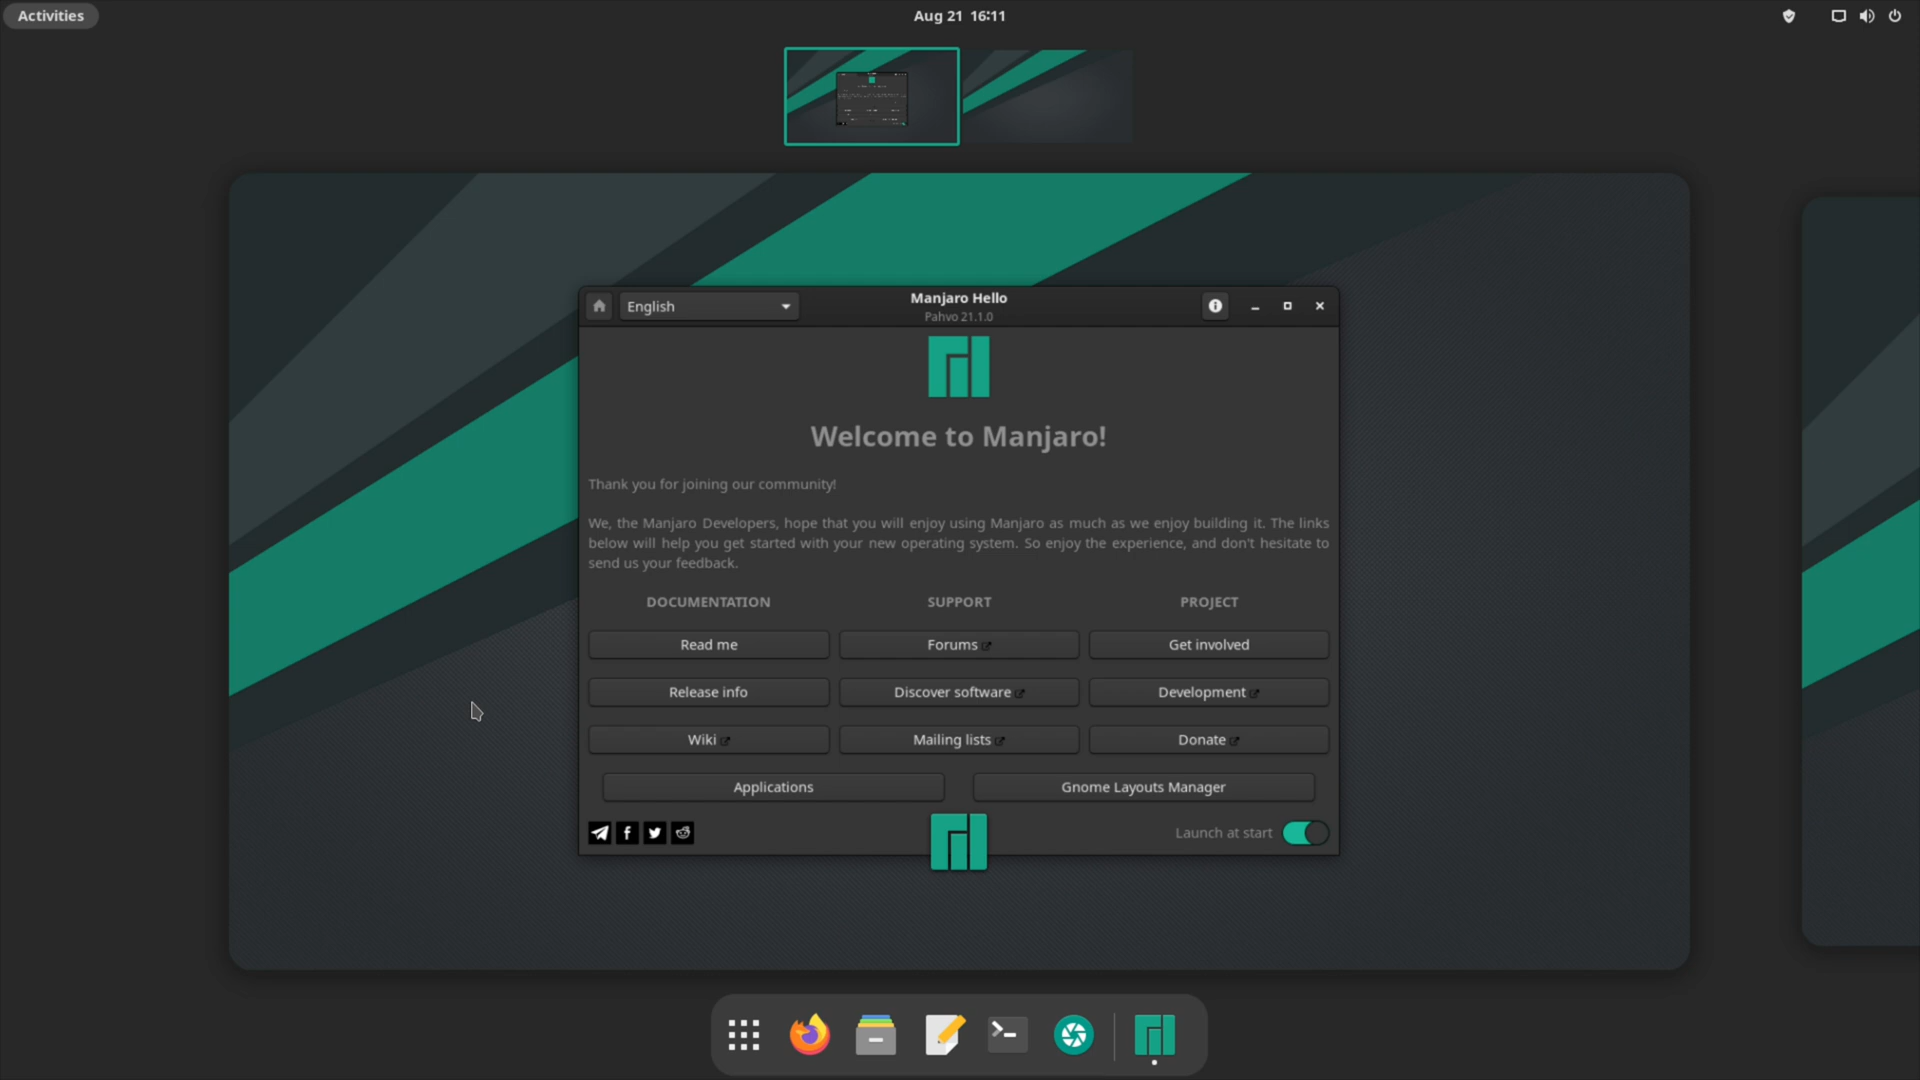 Activities
Aug 21 16:11
English
Manjaro Hello
Pahvo 21.1.0
Welcome to Manjaro!
Thank you for joining our community!
We, the Manjaro Developers, hope that you will enjoy using Manjaro as much as we enjoy building it. The links
below will help you get started with your new operating system. So enjoy the experience, and don't hesitate to
send us your feedback.
DOCUMENTATION SUPPORT PROJECT
Read me Forums Get involved
Release info Discover software Development
Wiki Mailing lists Donate
Applications Gnome Layouts Manager
Launch at start